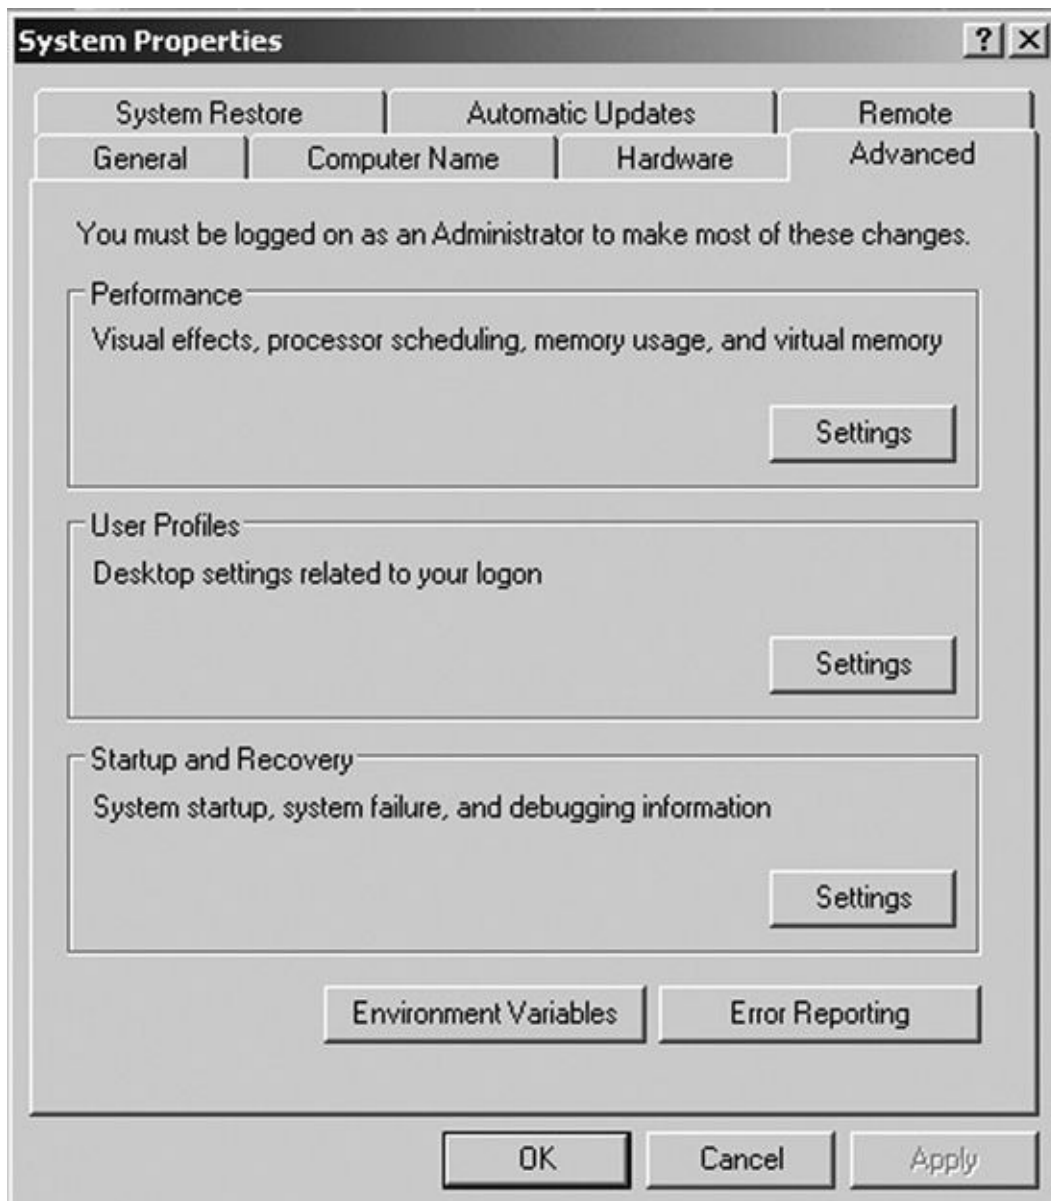 System Properties
System Restore Automatic Updates Remote
General Computer Name Hardware Advanced
You must be logged on as an Administrator to make most of these changes.
Performance
Visual effects, processor scheduling, memory usage, and virtual memory
Settings
User Profiles
Desktop settings related to your logon
Settings
Startup and Recovery
System startup, system failure, and debugging information
Settings
Environment Variables Error Reporting
OK Cancel Apply